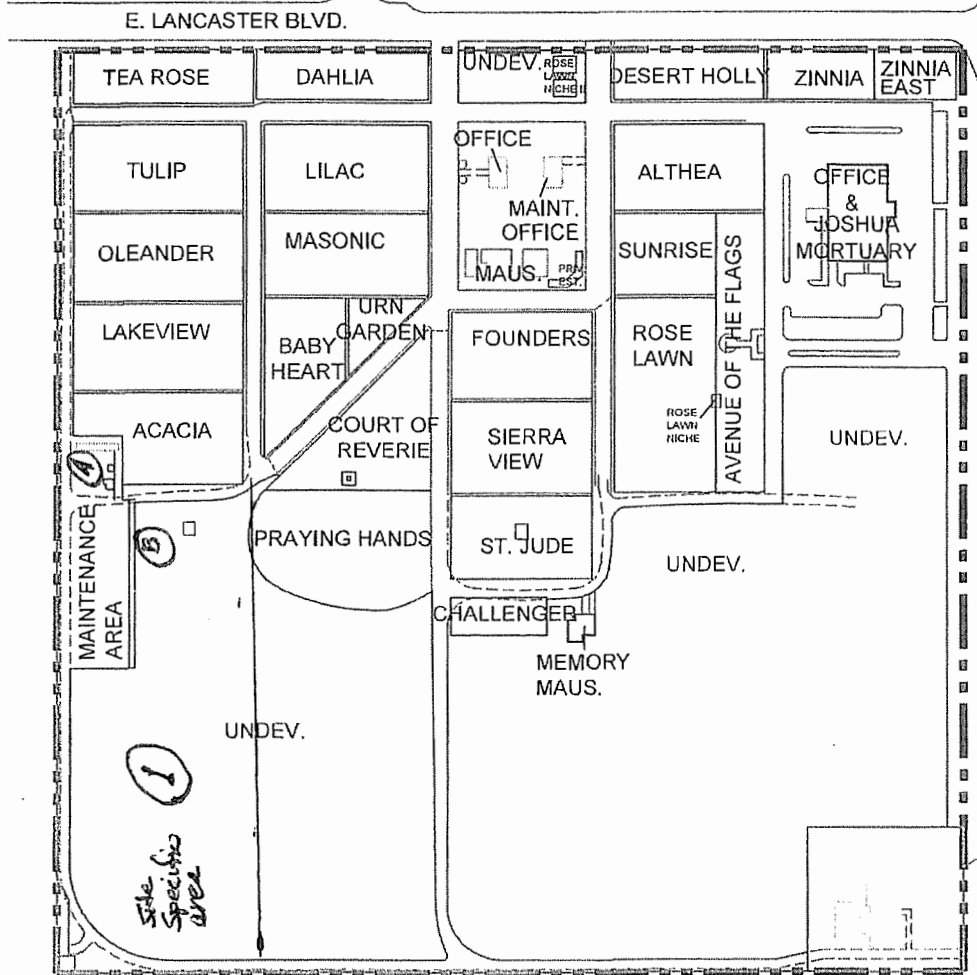 E. LANCASTER BLVD.
TEA ROSE
DAHLIA
UNDEV.
ROSE
LAWN
NICHE II
DESERT HOLLY
ZINNIA
ZINNIA
EAST
TULIP
LILAC
OFFICE
MAINT.
OFFICE
ALTHEA
OFFICE
&
JOSHUA
MORTUARY
OLEANDER
MASONIC
MAUS.
PRIV.
EST.
SUNRISE
AVENUE OF THE FLAGS
LAKEVIEW
BABY
HEART
URN
GARDEN
FOUNDERS
ROSE
LAWN
ROSE
LAWN
NICHE
ACACIA
COURT OF
REVERIE
SIERRA
VIEW
UNDEV.
A
B
MAINTENANCE
AREA
PRAYING HANDS
ST. JUDE
UNDEV.
CHALLENGER
MEMORY
MAUS.
UNDEV.
1
Site
Specific
area